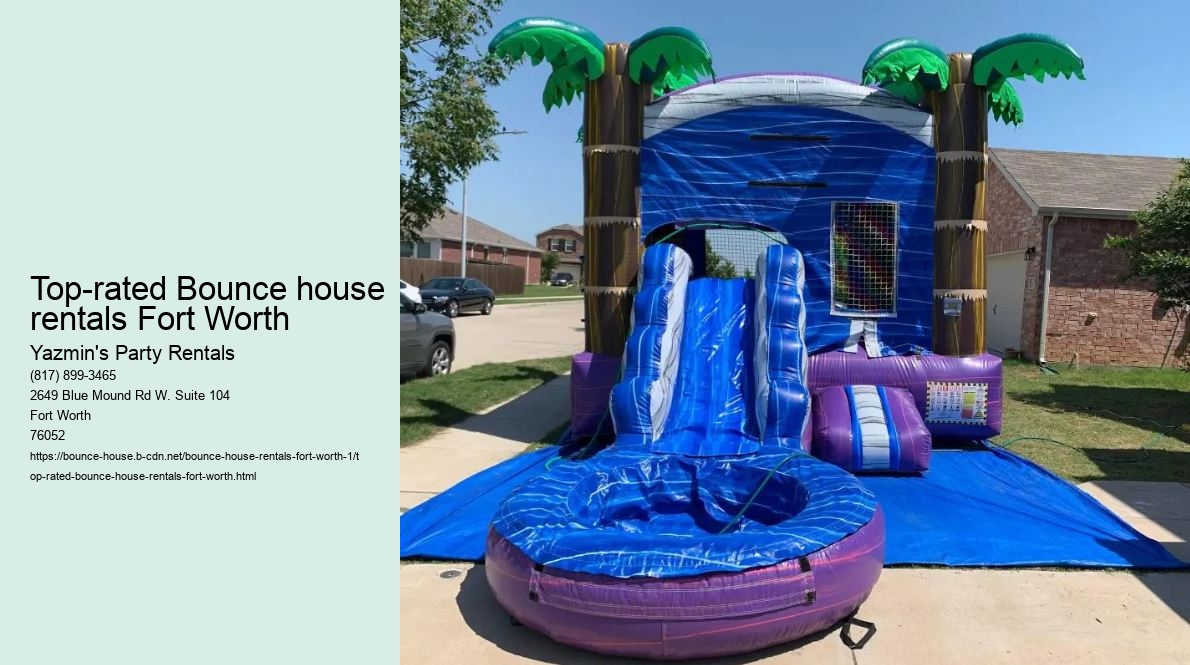 Top-rated Bounce house
rentals Fort Worth
Yazmin's Party Rentals
(817) 899-3465
2649 Blue Mound Rd W. Suite 104
Fort Worth
76052
https://bounce-house.b-cdn.net/bounce-house-rentals-fort-worth-1/t
op-rated-bounce-house-rentals-fort-worth.html